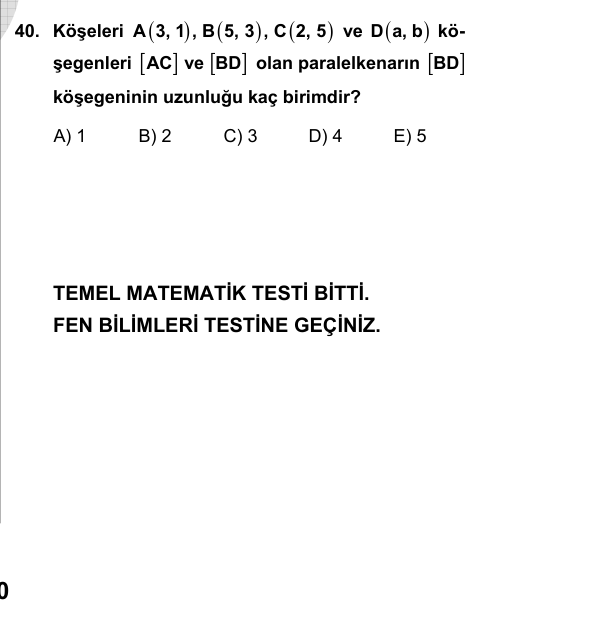 40. Köşeleri A(3, 1), B(5, 3), C(2, 5) ve D(a, b) kö-
şegenleri [AC] ve [BD] olan paralelkenarın [BD]
köşegeninin uzunluğu kaç birimdir?
A) 1 B) 2 C) 3 D) 4 E) 5
TEMEL MATEMATİK TESTİ BİTTİ.
FEN BİLİMLERİ TESTİNE GEÇİNİZ.
0